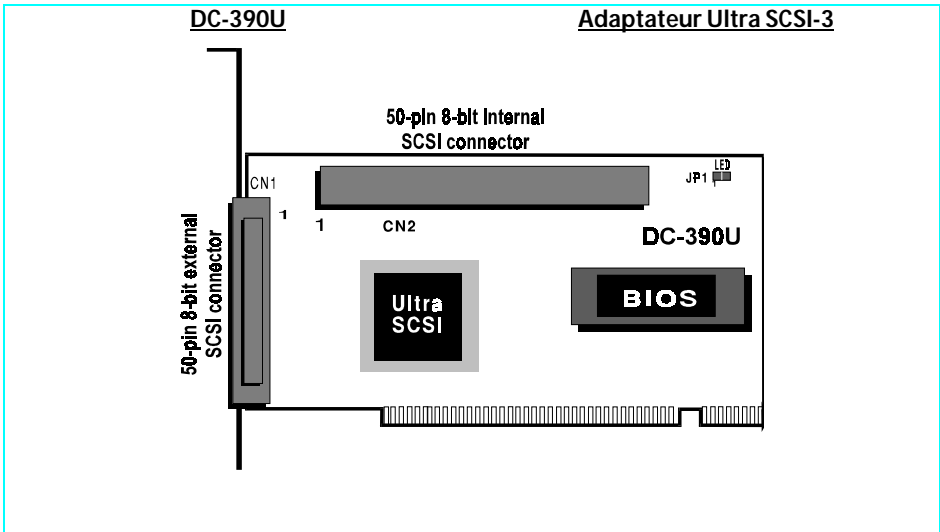 DC-390U
Adaptateur Ultra SCSI-3
50-pin 8-bit Internal
SCSI connector
LED
JP1
1
CN1
1
1
CN2
DC-390U
50-pin 8-bit external
SCSI connector
Ultra
SCSI
BIOS